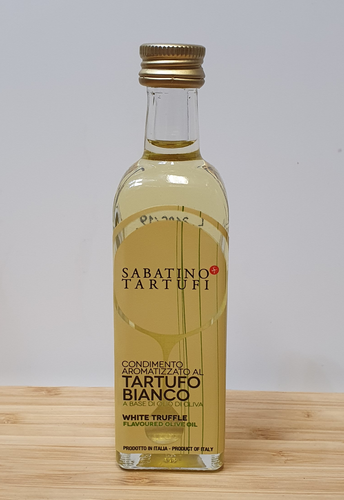 SABATINO
TARTUFI
CONDIMENTO
AROMATIZZATO AL
TARTUFO
BIANCO
A BASE DI OLIO DI OLIVA
WHITE TRUFFLE
FLAVOURED OLIVE OIL
PRODOTTO IN ITALIA - PRODUCT OF ITALY